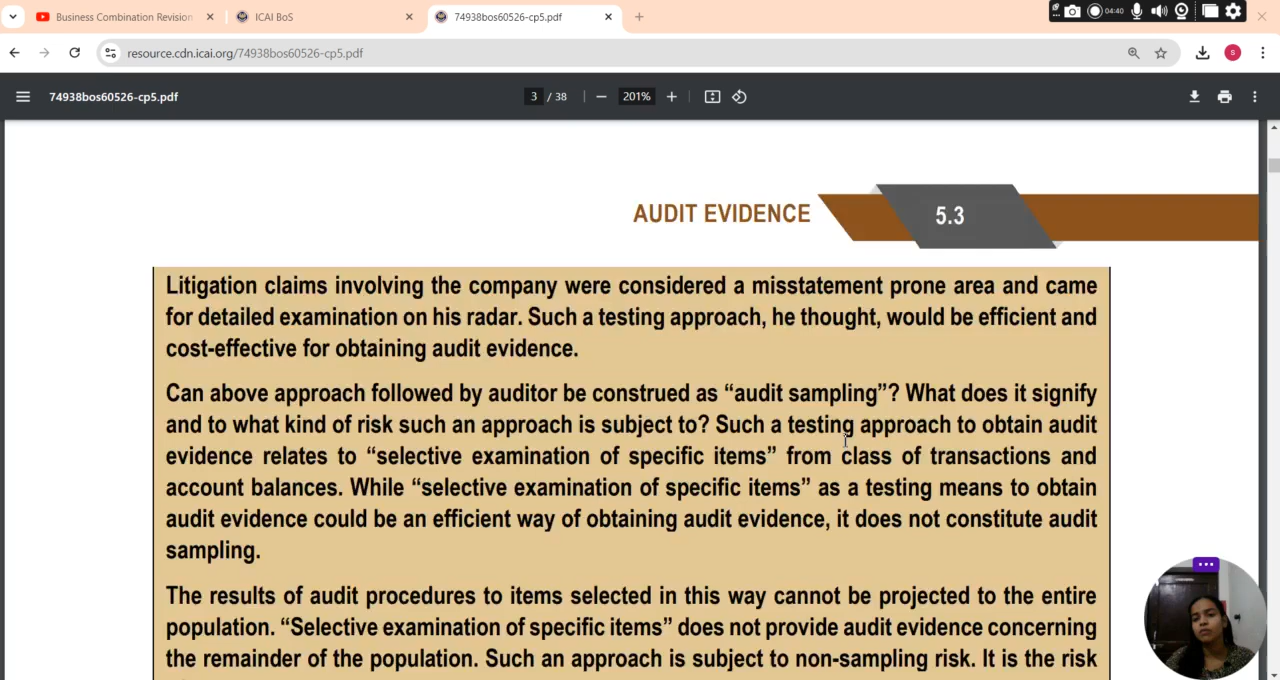 Business Combination Revision
ICAI BoS
74938bos60526-cp5.pdf
04:40
resource.cdn.icai.org/74938bos60526-cp5.pdf
S
74938bos60526-cp5.pdf
3 / 38
201%
AUDIT EVIDENCE
5.3
Litigation claims involving the company were considered a misstatement prone area and came
for detailed examination on his radar. Such a testing approach, he thought, would be efficient and
cost-effective for obtaining audit evidence.
Can above approach followed by auditor be construed as “audit sampling”? What does it signify
and to what kind of risk such an approach is subject to? Such a testing approach to obtain audit
evidence relates to “selective examination of specific items” from class of transactions and
account balances. While “selective examination of specific items” as a testing means to obtain
audit evidence could be an efficient way of obtaining audit evidence, it does not constitute audit
sampling.
The results of audit procedures to items selected in this way cannot be projected to the entire
population. “Selective examination of specific items” does not provide audit evidence concerning
the remainder of the population. Such an approach is subject to non-sampling risk. It is the risk